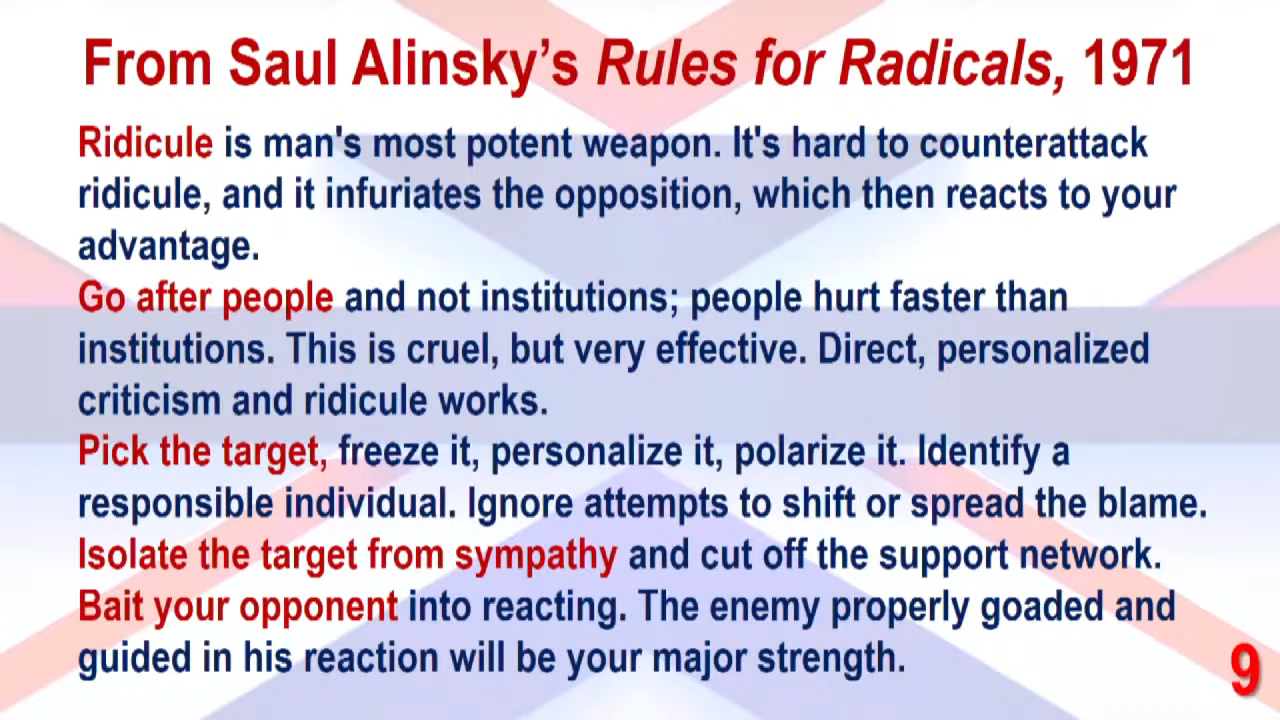 From Saul Alinsky’s Rules for Radicals, 1971
Ridicule is man's most potent weapon. It's hard to counterattack
ridicule, and it infuriates the opposition, which then reacts to your
advantage.
Go after people and not institutions; people hurt faster than
institutions. This is cruel, but very effective. Direct, personalized
criticism and ridicule works.
Pick the target, freeze it, personalize it, polarize it. Identify a
responsible individual. Ignore attempts to shift or spread the blame.
Isolate the target from sympathy and cut off the support network.
Bait your opponent into reacting. The enemy properly goaded and
guided in his reaction will be your major strength.
9